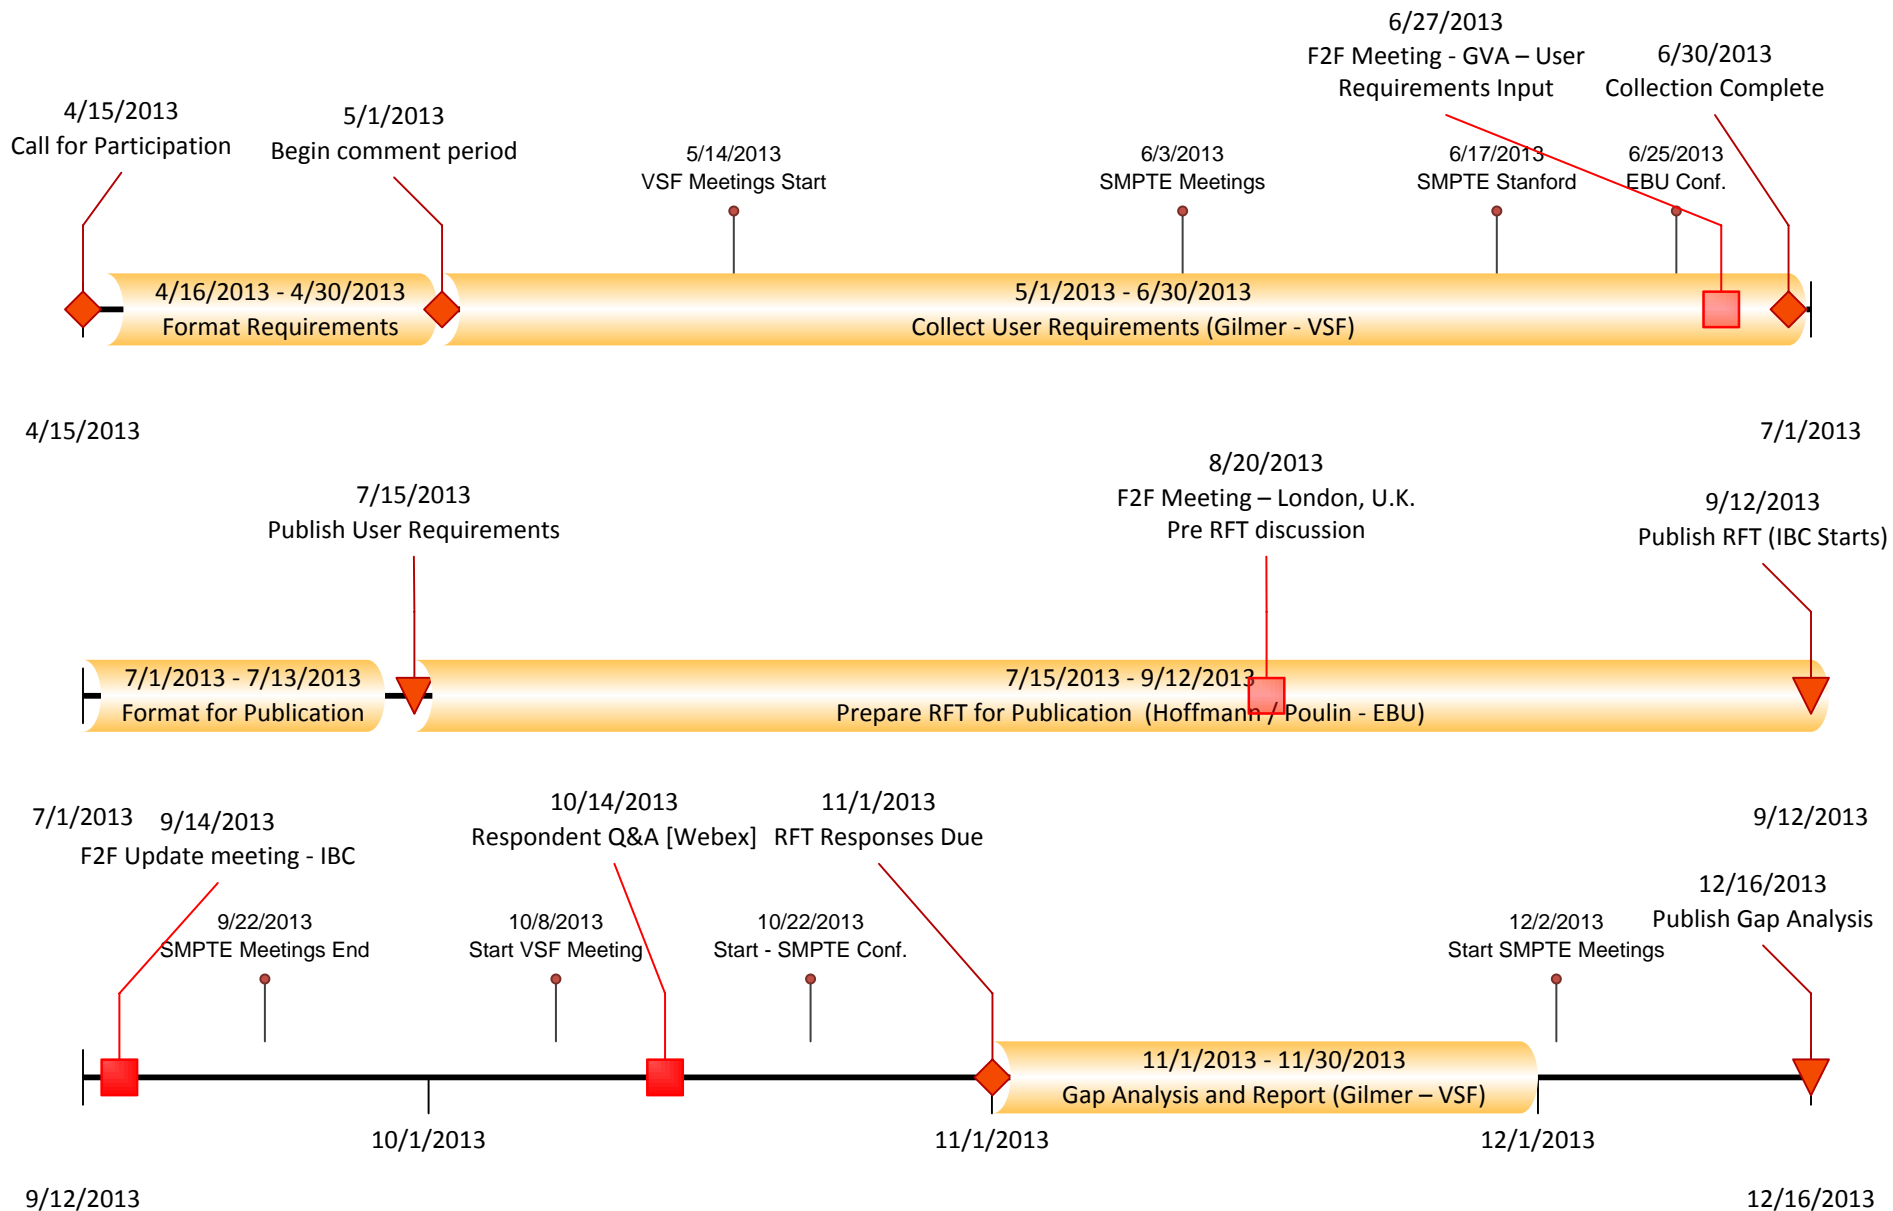 6/27/2013
F2F Meeting - GVA – User
Requirements Input
6/30/2013
Collection Complete
4/15/2013
Call for Participation
5/1/2013
Begin comment period
5/14/2013
VSF Meetings Start
6/3/2013
SMPTE Meetings
6/17/2013
SMPTE Stanford
6/25/2013
EBU Conf.
4/16/2013 - 4/30/2013
Format Requirements
5/1/2013 - 6/30/2013
Collect User Requirements (Gilmer - VSF)
4/15/2013
7/1/2013
7/15/2013
Publish User Requirements
8/20/2013
F2F Meeting – London, U.K.
Pre RFT discussion
9/12/2013
Publish RFT (IBC Starts)
7/1/2013 - 7/13/2013
Format for Publication
7/15/2013 - 9/12/2013
Prepare RFT for Publication  (Hoffmann / Poulin - EBU)
7/1/2013
9/12/2013
9/14/2013
F2F Update meeting - IBC
10/14/2013
Respondent Q&A [Webex]
11/1/2013
RFT Responses Due
12/16/2013
Publish Gap Analysis
9/22/2013
SMPTE Meetings End
10/8/2013
Start VSF Meeting
10/22/2013
Start - SMPTE Conf.
12/2/2013
Start SMPTE Meetings
11/1/2013 - 11/30/2013
Gap Analysis and Report (Gilmer – VSF)
10/1/2013
11/1/2013
12/1/2013
9/12/2013
12/16/2013